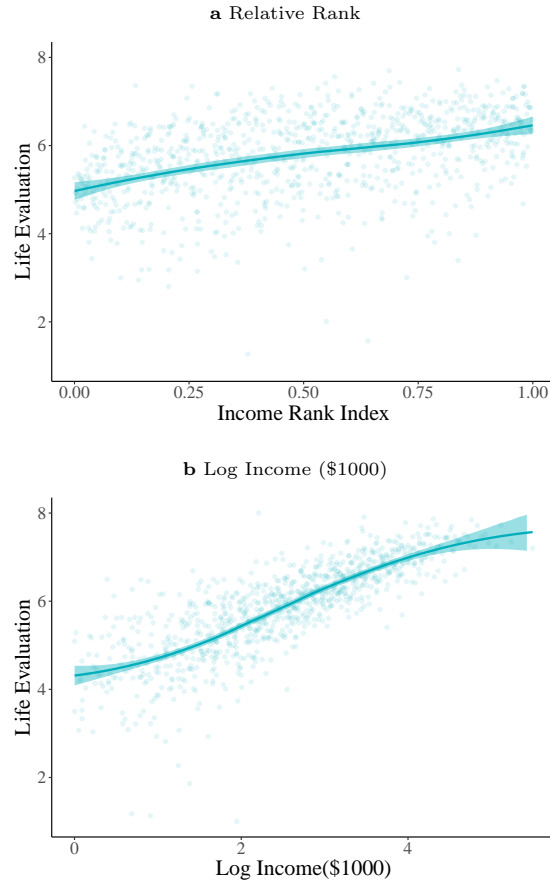 a Relative Rank
8
6
4
2
Life Evaluation
0.00 0.25 0.50 0.75 1.00
Income Rank Index
b Log Income ($1000)
8
6
4
2
Life Evaluation
0 2 4
Log Income($1000)